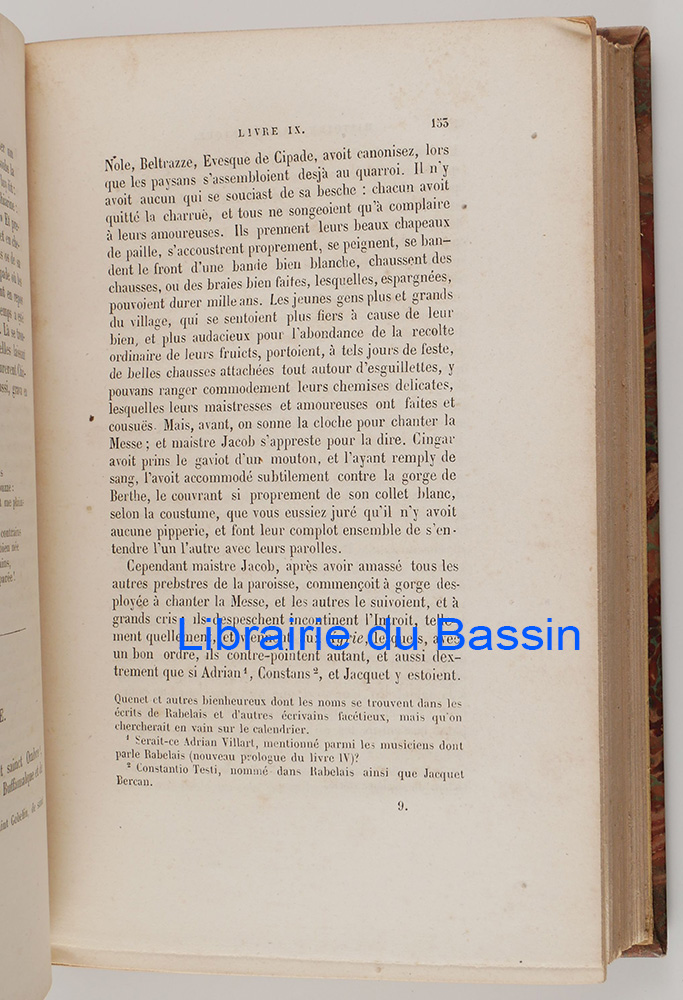 LIVRE IX. 153
Nole, Beltrazze, Evesque de Cipade, avoit canonisez, lors
que les paysans s'assembloient desjà au quarroi. Il n'y
avoit aucun qui se souciast de sa besche : chacun avoit
quitté la charruë, et tous ne songeoient qu'à complaire
à leurs amoureuses. Ils prennent leurs beaux chapeaux
de paille, s'accoustrent proprement, se peignent, se ban-
dent le front d'une bande bien blanche, chaussent des
chausses, ou des braies bien faites, lesquelles, espargnées,
pouvoient durer mille ans. Les jeunes gens plus et grands
du village, qui se sentoient plus fiers à cause de leur
bien, et plus audacieux pour l'abondance de la recolte
ordinaire de leurs fruicts, portoient, à tels jours de feste,
de belles chausses attachées tout autour d'esguillettes, y
pouvans ranger commodement leurs chemises delicates,
lesquelles leurs maistresses et amoureuses ont faites et
cousuës. Mais, avant, on sonne la cloche pour chanter la
Messe ; et maistre Jacob s'appreste pour la dire. Cingar
avoit prins le gaviot d'un mouton, et l'ayant remply de
sang, l'avoit accommodé subtilement contre la gorge de
Berthe, le couvrant si proprement de son collet blanc,
selon la coustume, que vous eussiez juré qu'il n'y avoit
aucune pipperie, et font leur complot ensemble de s'en-
tendre l'un l'autre avec leurs parolles.
Cependant maistre Jacob, après avoir amassé tous les
autres prebstres de la paroisse, commençoit à gorge des-
ployée à chanter la Messe, et les autres le suivoient, et à
grands cris ils despeschent incontinent l'Introit, telle-
ment quellement, et viennent aux Kyrie, lesquels, avec
un bon ordre, ils contre-pointent autant, et aussi dex-
trement que si Adrian¹, Constans², et Jacquet y estoient.
Librairie du Bassin
Quenet et autres bienheureux dont les noms se trouvent dans les
écrits de Rabelais et d'autres écrivains facétieux, mais qu'on
chercherait en vain sur le calendrier.
¹ Serait-ce Adrian Villart, mentionné parmi les musiciens dont
parle Rabelais (nouveau prologue du livre IV)?
² Constantio Testi, nommé dans Rabelais ainsi que Jacquet
Bercan.
9.